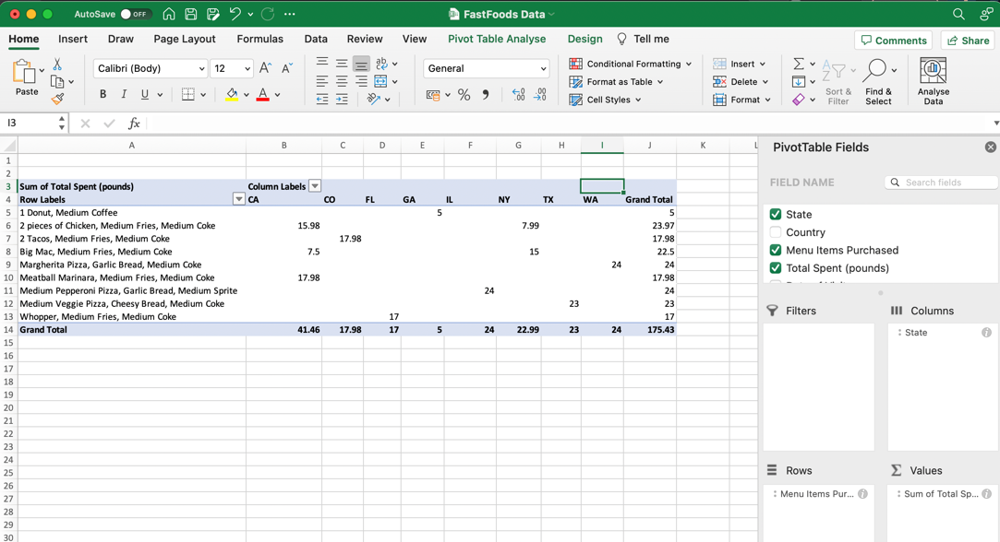 AutoSave OFF FastFoods Data
Home Insert Draw Page Layout Formulas Data Review View Pivot Table Analyse Design Tell me Comments Share
Paste
Calibri (Body) 12
B I U A
General
Conditional Formatting
Format as Table
Cell Styles
Insert
Delete
Format
Sort & Filter
Find & Select
Analyse Data
I3 fx
A B C D E F G H I J K L
1
2
3 Sum of Total Spent (pounds) Column Labels
4 Row Labels CA CO FL GA IL NY TX WA Grand Total
5 1 Donut, Medium Coffee 5 5
6 2 pieces of Chicken, Medium Fries, Medium Coke 15.98 7.99 23.97
7 2 Tacos, Medium Fries, Medium Coke 17.98 17.98
8 Big Mac, Medium Fries, Medium Coke 7.5 15 22.5
9 Margherita Pizza, Garlic Bread, Medium Coke 24 24
10 Meatball Marinara, Medium Fries, Medium Coke 17.98 17.98
11 Medium Pepperoni Pizza, Garlic Bread, Medium Sprite 24 24
12 Medium Veggie Pizza, Cheesy Bread, Medium Coke 23 23
13 Whopper, Medium Fries, Medium Coke 17 17
14 Grand Total 41.46 17.98 17 5 24 22.99 23 24 175.43
15
16
17
18
19
20
21
22
23
24
25
26
27
28
29
30
PivotTable Fields
FIELD NAME Search fields
State
Country
Menu Items Purchased
Total Spent (pounds)
Filters Columns
State
Rows Values
Menu Items Pur... Sum of Total Sp...